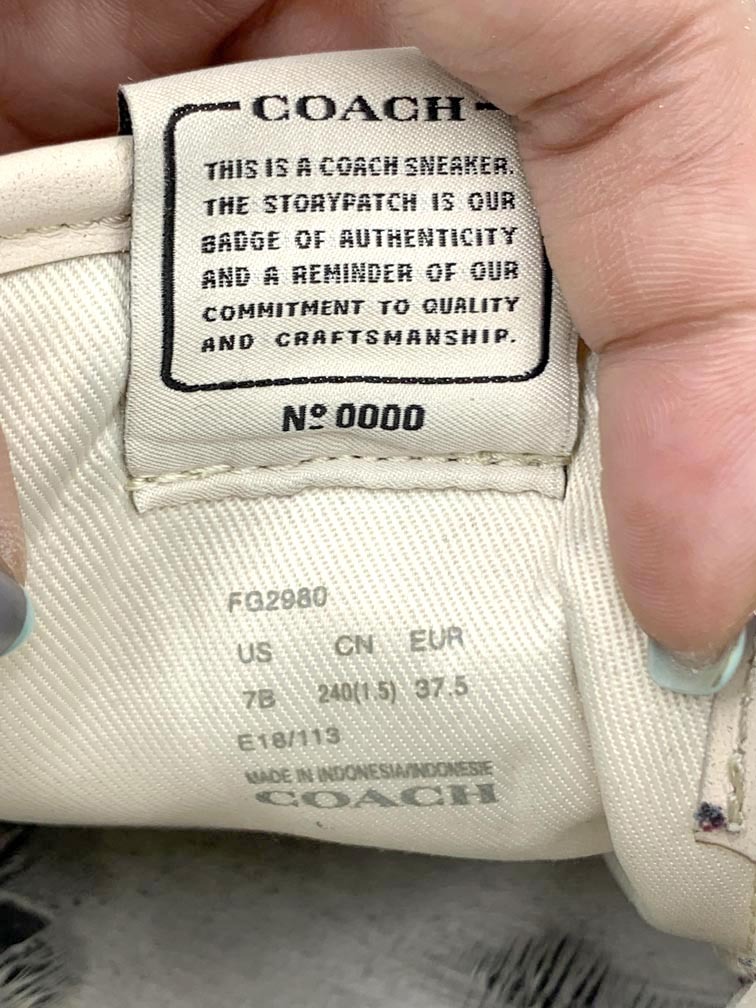 COACH
THIS IS A COACH SNEAKER.
THE STORYPATCH IS OUR
BADGE OF AUTHENTICITY
AND A REMINDER OF OUR
COMMITMENT TO QUALITY
AND CRAFTSMANSHIP.
Nº 0000
FG2980
US CN EUR
7B 240(1.5) 37.5
E18/113
MADE IN INDONESIA/INDONESIE
COACH